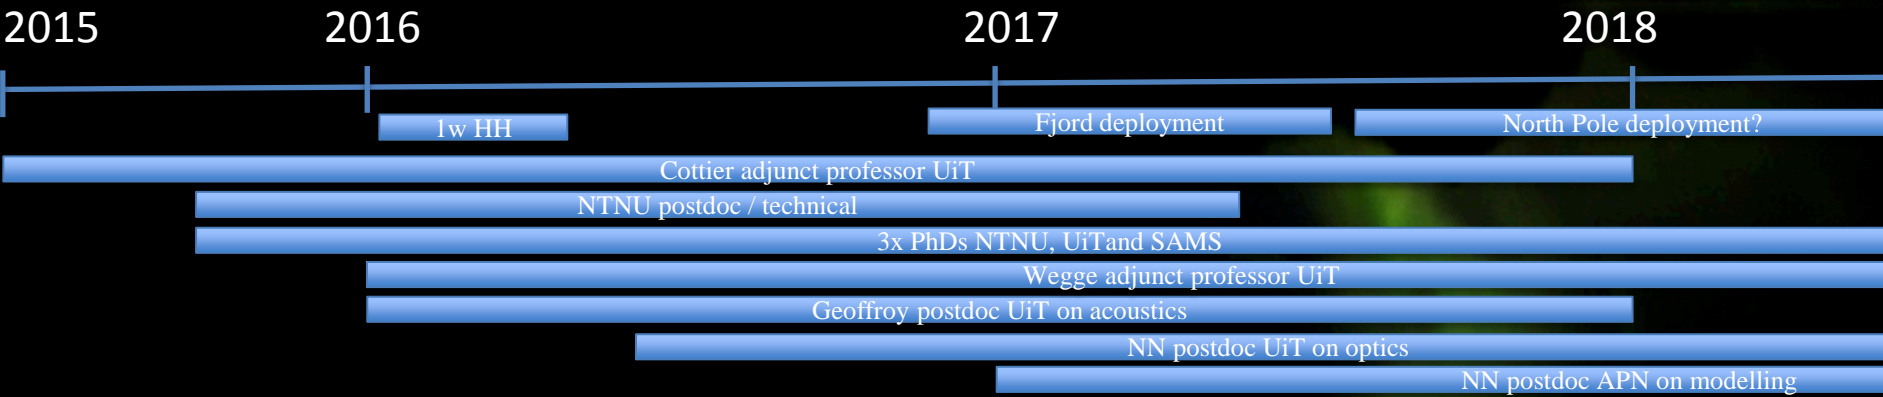 2015 2016 2017 2018
1w HH Fjord deployment North Pole deployment?
Cottier adjunct professor UiT
NTNU postdoc / technical
3x PhDs NTNU, UiTand SAMS
Wegge adjunct professor UiT
Geoffroy postdoc UiT on acoustics
NN postdoc UiT on optics
NN postdoc APN on modelling